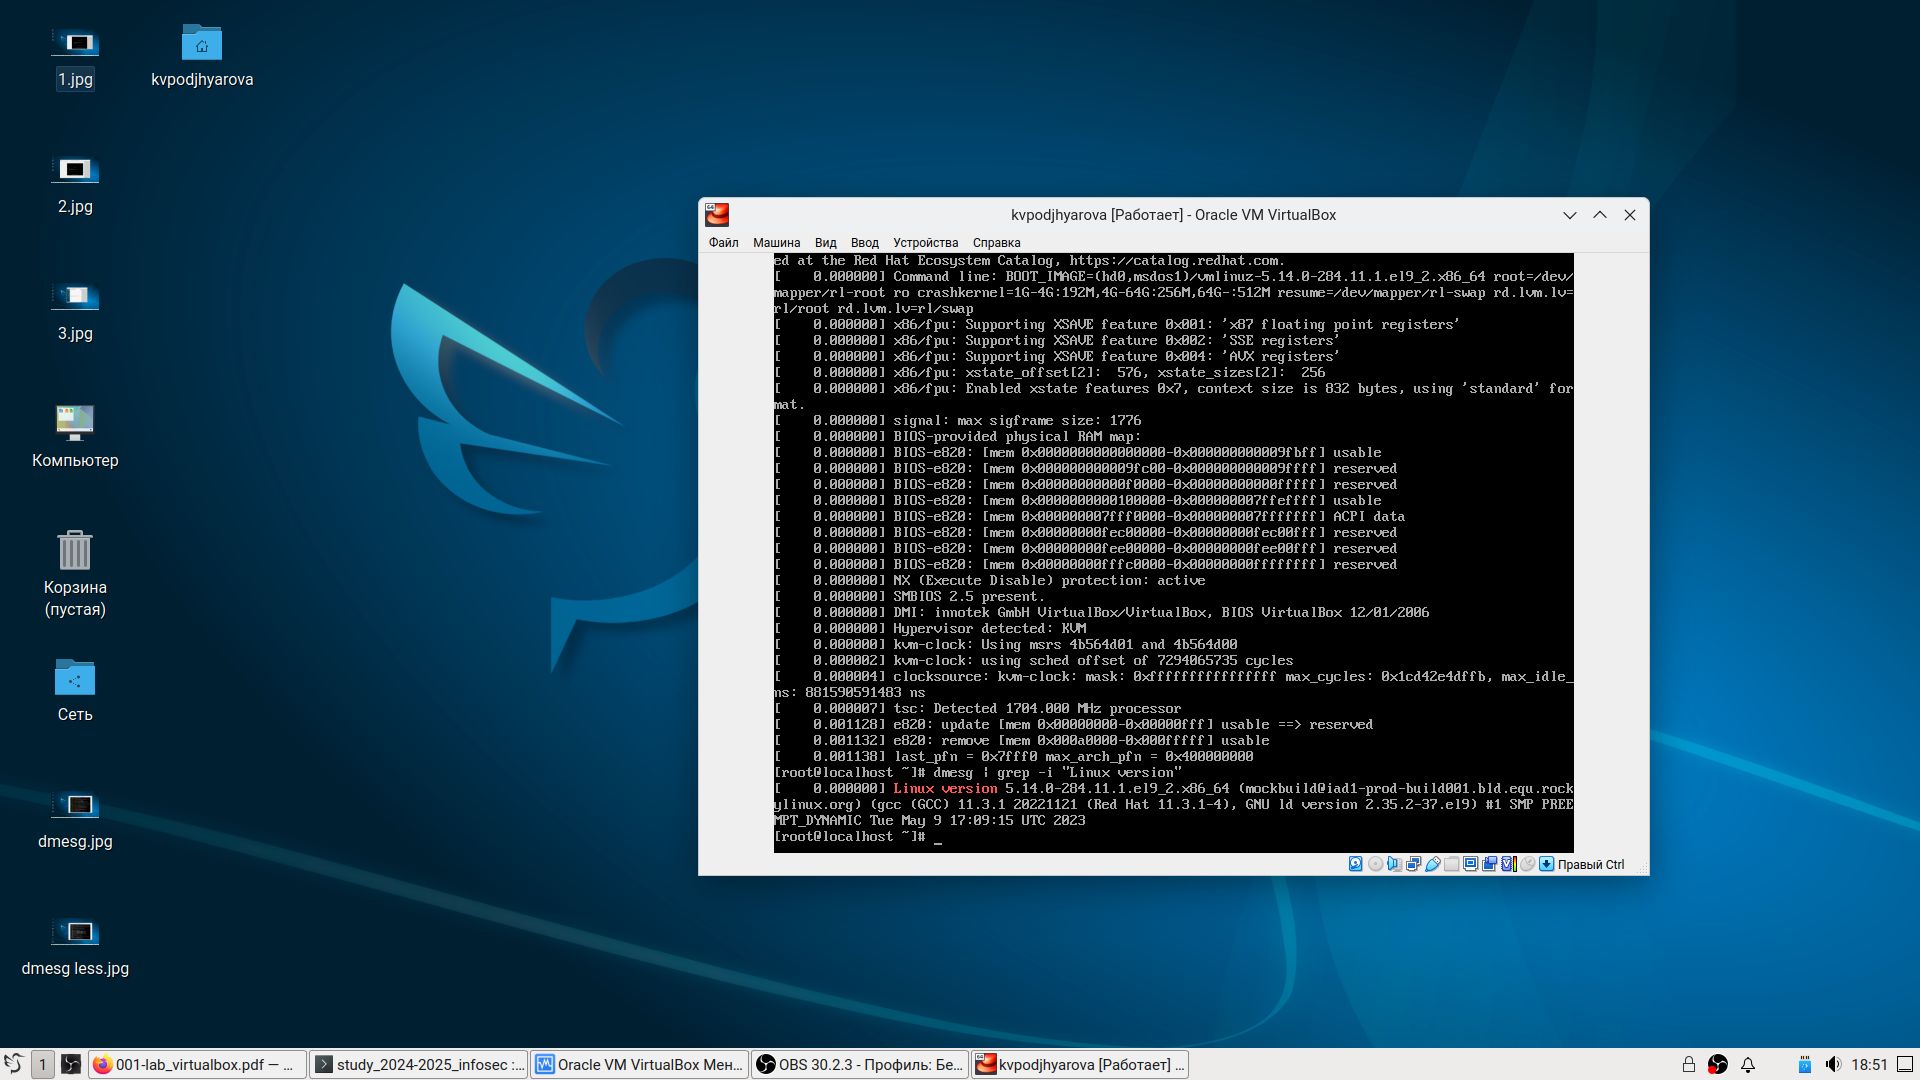 1.jpg
kvpodjhyarova
2.jpg
3.jpg
Компьютер
Корзина
(пустая)
Сеть
dmesg.jpg
dmesg less.jpg
kvpodjhyarova [Работает] - Oracle VM VirtualBox
Файл Машина Вид Ввод Устройства Справка
ed at the Red Hat Ecosystem Catalog, https://catalog.redhat.com.
[    0.000000] Command line: BOOT_IMAGE=(hd0,msdos1)/vmlinuz-5.14.0-284.11.1.el9_2.x86_64 root=/dev/
mapper/rl-root ro crashkernel=1G-4G:192M,4G-64G:256M,64G-:512M resume=/dev/mapper/rl-swap rd.lvm.lv=
rl/root rd.lvm.lv=rl/swap
[    0.000000] x86/fpu: Supporting XSAVE feature 0x001: 'x87 floating point registers'
[    0.000000] x86/fpu: Supporting XSAVE feature 0x002: 'SSE registers'
[    0.000000] x86/fpu: Supporting XSAVE feature 0x004: 'AVX registers'
[    0.000000] x86/fpu: xstate_offset[2]:  576, xstate_sizes[2]:  256
[    0.000000] x86/fpu: Enabled xstate features 0x7, context size is 832 bytes, using 'standard' for
mat.
[    0.000000] signal: max sigframe size: 1776
[    0.000000] BIOS-provided physical RAM map:
[    0.000000] BIOS-e820: [mem 0x0000000000000000-0x000000000009fbff] usable
[    0.000000] BIOS-e820: [mem 0x000000000009fc00-0x000000000009ffff] reserved
[    0.000000] BIOS-e820: [mem 0x00000000000f0000-0x00000000000fffff] reserved
[    0.000000] BIOS-e820: [mem 0x0000000000100000-0x000000007ffeffff] usable
[    0.000000] BIOS-e820: [mem 0x000000007fff0000-0x000000007fffffff] ACPI data
[    0.000000] BIOS-e820: [mem 0x00000000fec00000-0x00000000fec00fff] reserved
[    0.000000] BIOS-e820: [mem 0x00000000fee00000-0x00000000fee00fff] reserved
[    0.000000] BIOS-e820: [mem 0x00000000fffc0000-0x00000000ffffffff] reserved
[    0.000000] NX (Execute Disable) protection: active
[    0.000000] SMBIOS 2.5 present.
[    0.000000] DMI: innotek GmbH VirtualBox/VirtualBox, BIOS VirtualBox 12/01/2006
[    0.000000] Hypervisor detected: KVM
[    0.000000] kvm-clock: Using msrs 4b564d01 and 4b564d00
[    0.000002] kvm-clock: using sched offset of 7294065735 cycles
[    0.000004] clocksource: kvm-clock: mask: 0xffffffffffffffff max_cycles: 0x1cd42e4dffb, max_idle_
ns: 881590591483 ns
[    0.000007] tsc: Detected 1704.000 MHz processor
[    0.001128] e820: update [mem 0x00000000-0x00000fff] usable ==> reserved
[    0.001132] e820: remove [mem 0x000a0000-0x000fffff] usable
[    0.001138] last_pfn = 0x7fff0 max_arch_pfn = 0x400000000
[root@localhost ~]# dmesg | grep -i "Linux version"
[    0.000000] Linux version 5.14.0-284.11.1.el9_2.x86_64 (mockbuild@iad1-prod-build001.bld.equ.rock
ylinux.org) (gcc (GCC) 11.3.1 20221121 (Red Hat 11.3.1-4), GNU ld version 2.35.2-37.el9) #1 SMP PREE
MPT_DYNAMIC Tue May 9 17:09:15 UTC 2023
[root@localhost ~]# _
Правый Ctrl
1 001-lab_virtualbox.pdf — ... study_2024-2025_infosec :... Oracle VM VirtualBox Мен... OBS 30.2.3 - Профиль: Бе... kvpodjhyarova [Работает] ... 18:51